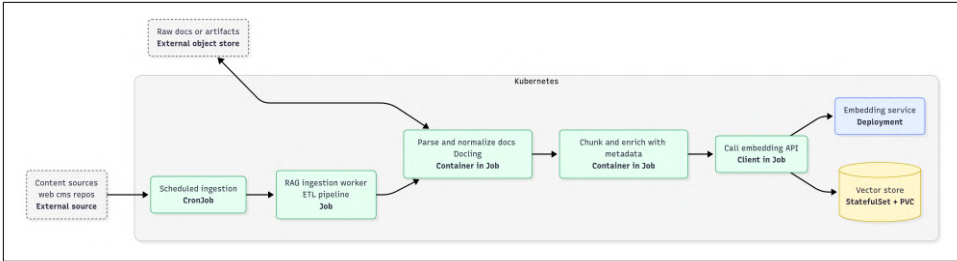 Raw docs or artifacts
External object store
Kubernetes
Content sources
web cms repos
External source
Scheduled ingestion
CronJob
RAG ingestion worker
ETL pipeline
Job
Parse and normalize docs
Docling
Container in Job
Chunk and enrich with
metadata
Container in Job
Call embedding API
Client in Job
Embedding service
Deployment
Vector store
StatefulSet + PVC